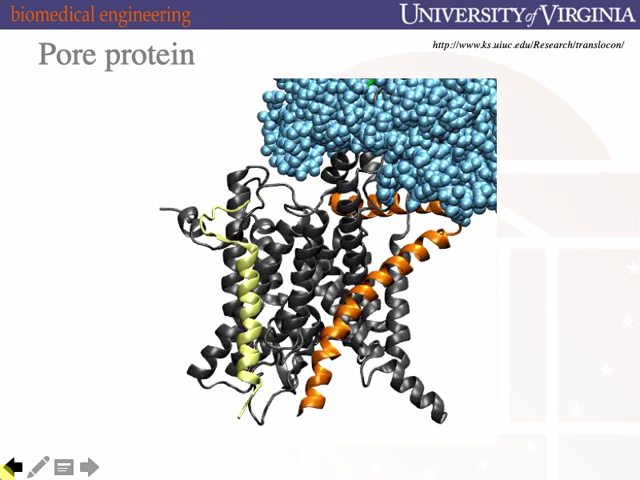 biomedical engineering
UNIVERSITY of VIRGINIA
Pore protein
http://www.ks.uiuc.edu/Research/translocon/